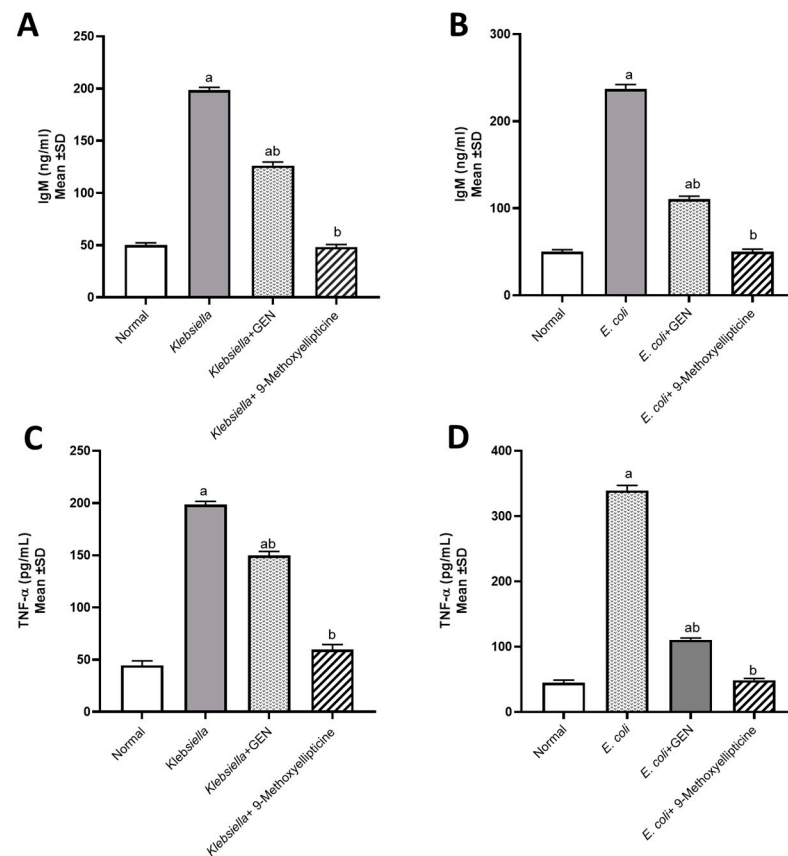 A
IgM (ng/ml)
Mean ±SD
250
200
150
100
50
0
a
ab
b
Normal
Klebsiella
Klebsiella+GEN
Klebsiella+ 9-Methoxyellipticine
B
IgM (ng/ml)
Mean ±SD
300
200
100
0
a
ab
b
Normal
E. coli
E. coli+GEN
E. coli+ 9-Methoxyellipticine
C
TNF-α (pg/mL)
Mean ±SD
250
200
150
100
50
0
a
ab
b
Normal
Klebsiella
Klebsiella+GEN
Klebsiella+ 9-Methoxyellipticine
D
TNF-α (pg/mL)
Mean ±SD
400
300
200
100
0
a
ab
b
Normal
E. coli
E. coli+GEN
E. coli+ 9-Methoxyellipticine